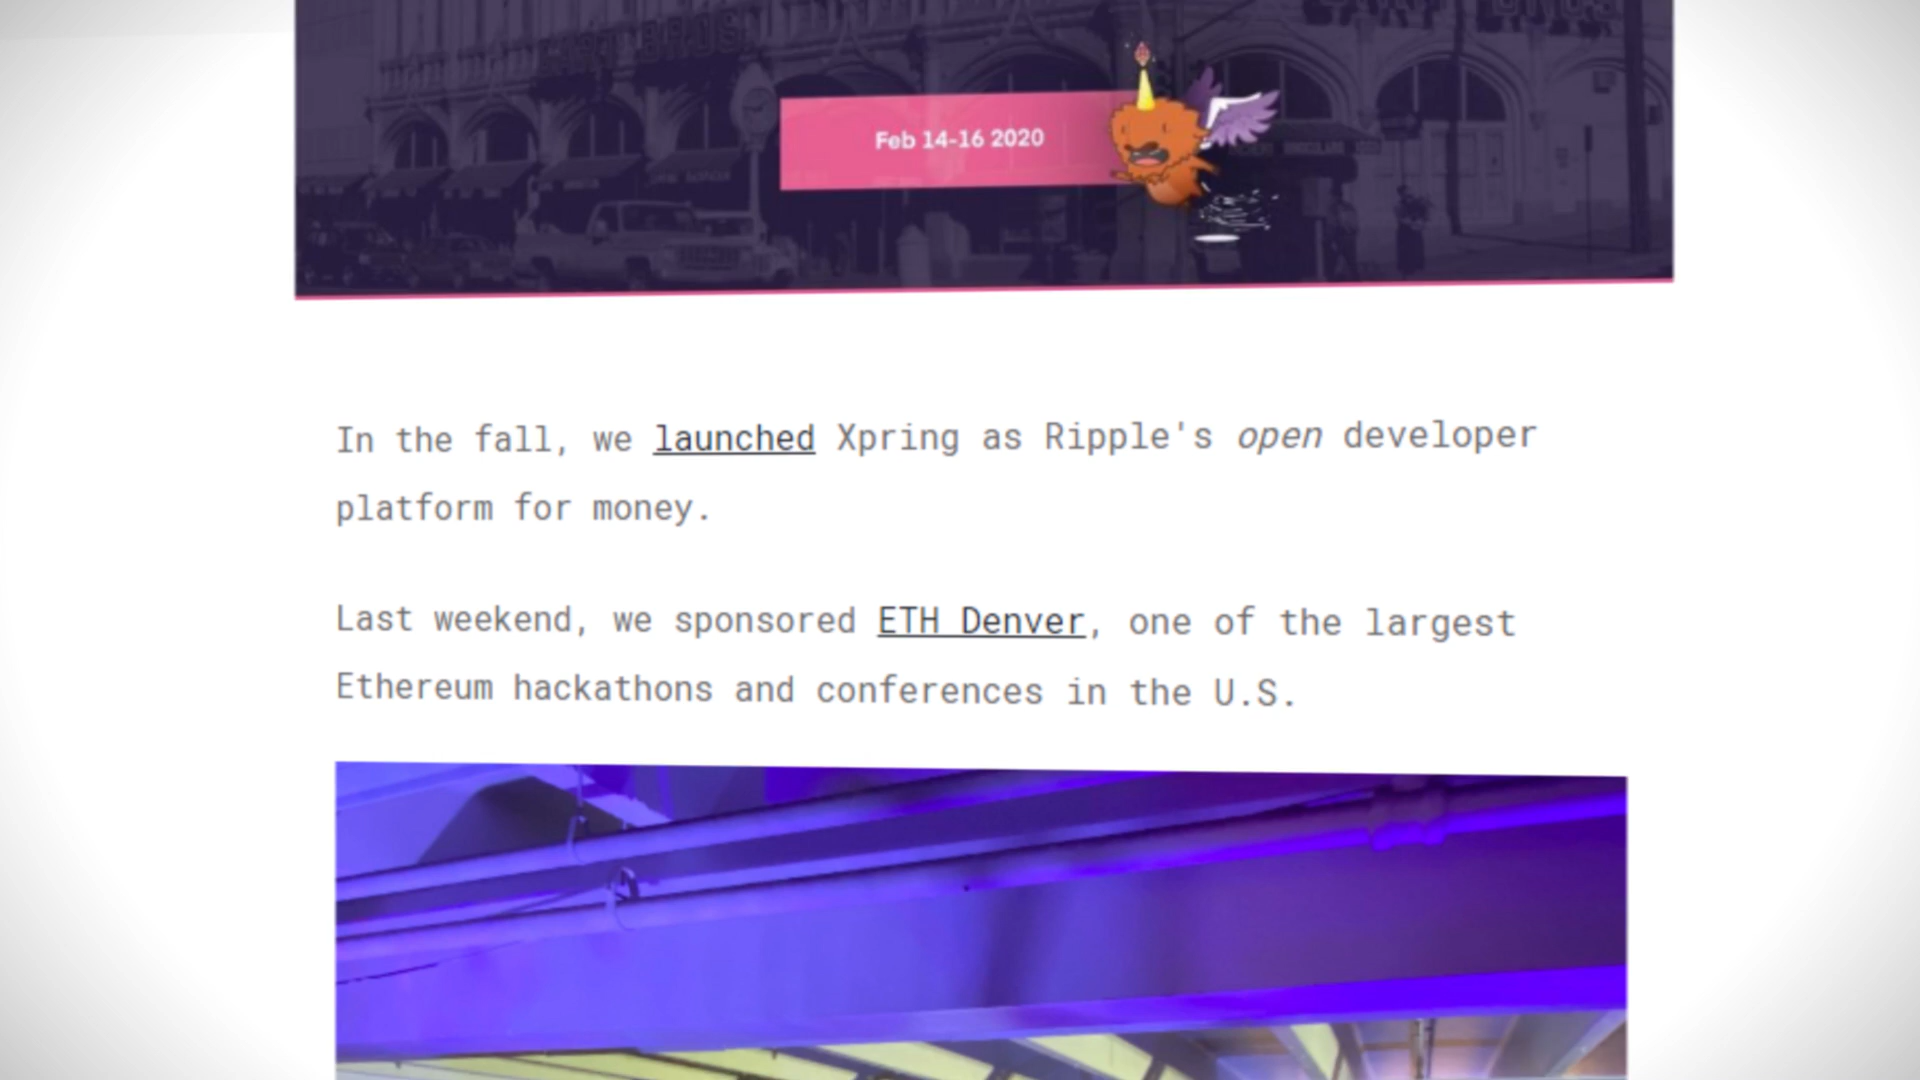 Feb 14-16 2020
In the fall, we launched Xpring as Ripple's open developer
platform for money.
Last weekend, we sponsored ETH Denver, one of the largest
Ethereum hackathons and conferences in the U.S.